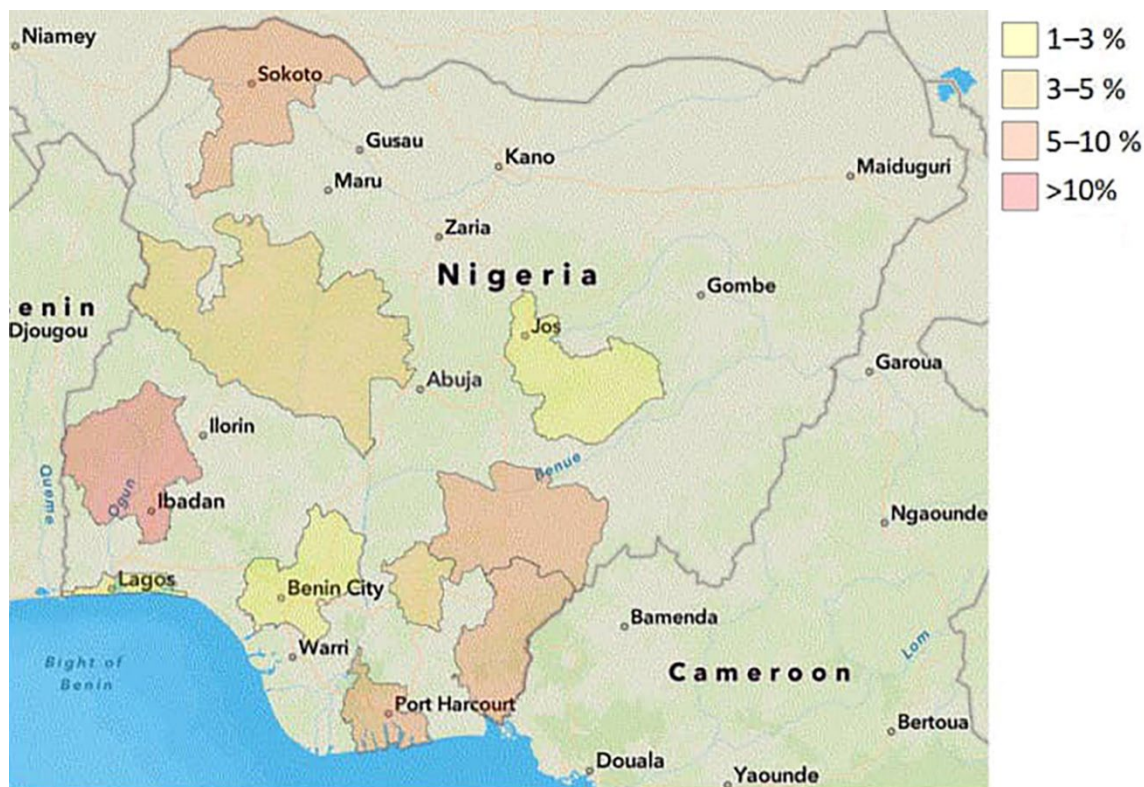 Niamey
1–3 %
3–5 %
5–10 %
>10%
Sokoto
Gusau
Kano
Maru
Maiduguri
Zaria
Nigeria
Gombe
enin
Djougou
Jos
Abuja
Garoua
Ilorin
Ibadan
Ogun
Oueme
Benue
Ngaounde
Lagos
Benin City
Bamenda
Warri
Bight of
Benin
Cameroon
Lom
Port Harcourt
Bertoua
Douala
Yaounde